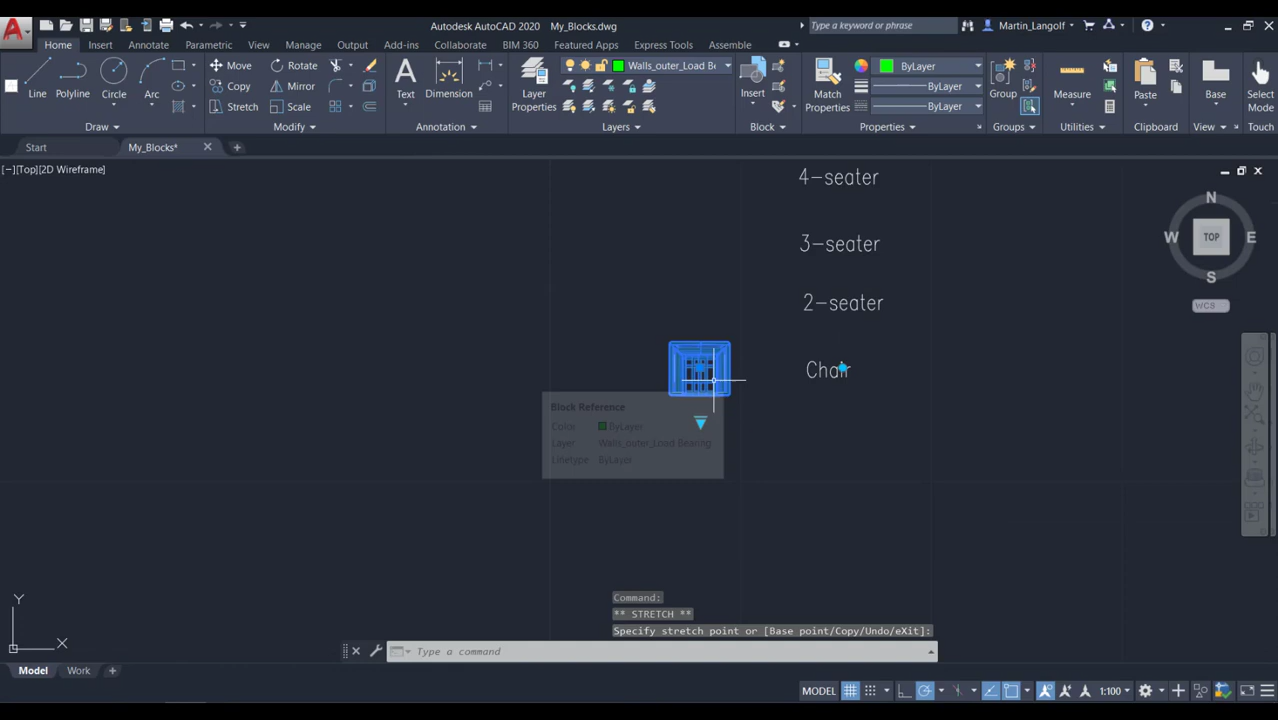 Autodesk AutoCAD 2020 My_Blocks.dwg
Type a keyword or phrase
Martin_Langolf
Home Insert Annotate Parametric View Manage Output Add-ins Collaborate BIM 360 Featured Apps Express Tools Assemble
Line Polyline Circle Arc
Move Rotate
Copy Mirror
Stretch Scale
Text Dimension
Layer Properties
Walls_outer_Load Be
Insert
Match Properties
ByLayer
ByLayer
ByLayer
Group Measure Paste Base Select Mode
Draw Modify Annotation Layers Block Properties Groups Utilities Clipboard View Touch
Start My_Blocks*
[−][Top][2D Wireframe]
4-seater
3-seater
2-seater
Chair
N
W TOP E
S
WCS
Block Reference
Color ByLayer
Layer Walls_outer_Load Bearing
Linetype ByLayer
Command:
** STRETCH **
Specify stretch point or [Base point/Copy/Undo/eXit]:
Type a command
Y
X
Model Work
MODEL 1:100